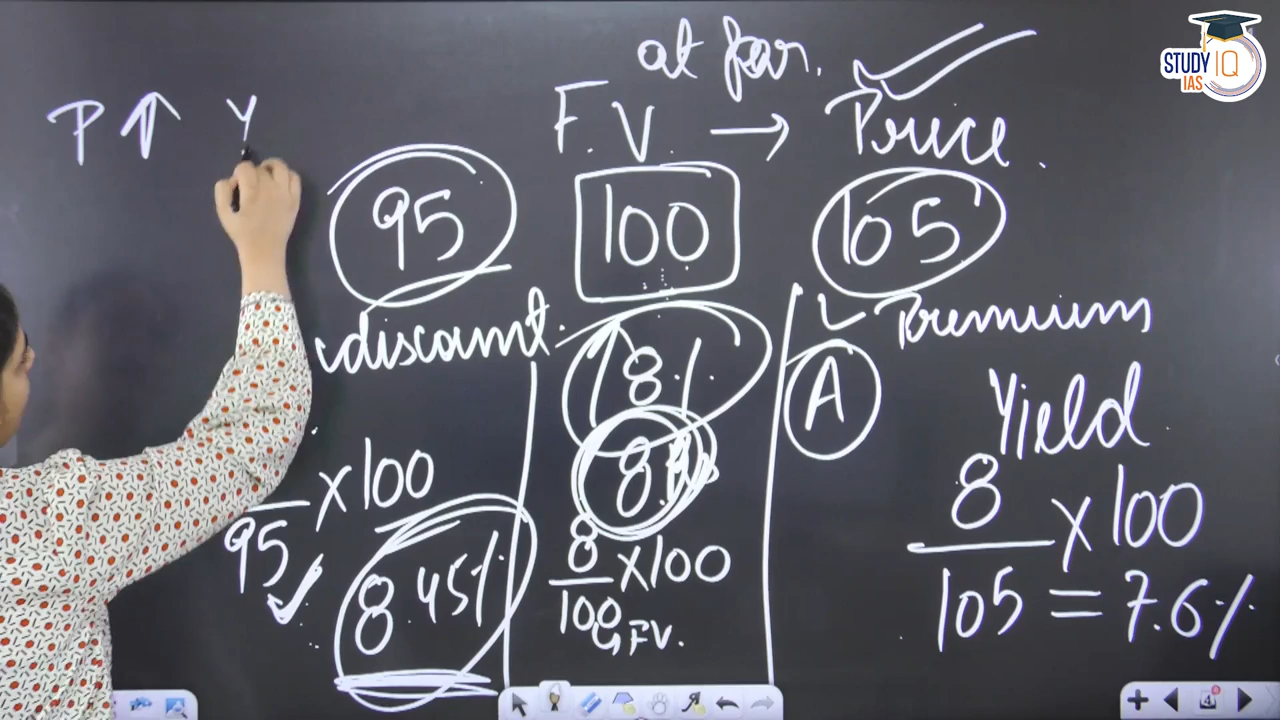 at par.
F.V → Price.
P ⇑ Y
95 100 105
discount. Premium
8%
A
Yield
8.
8/100 x 100
F.V.
95 x 100
8.45%
8/105 x 100 = 7.6%
STUDY IQ
IAS
4